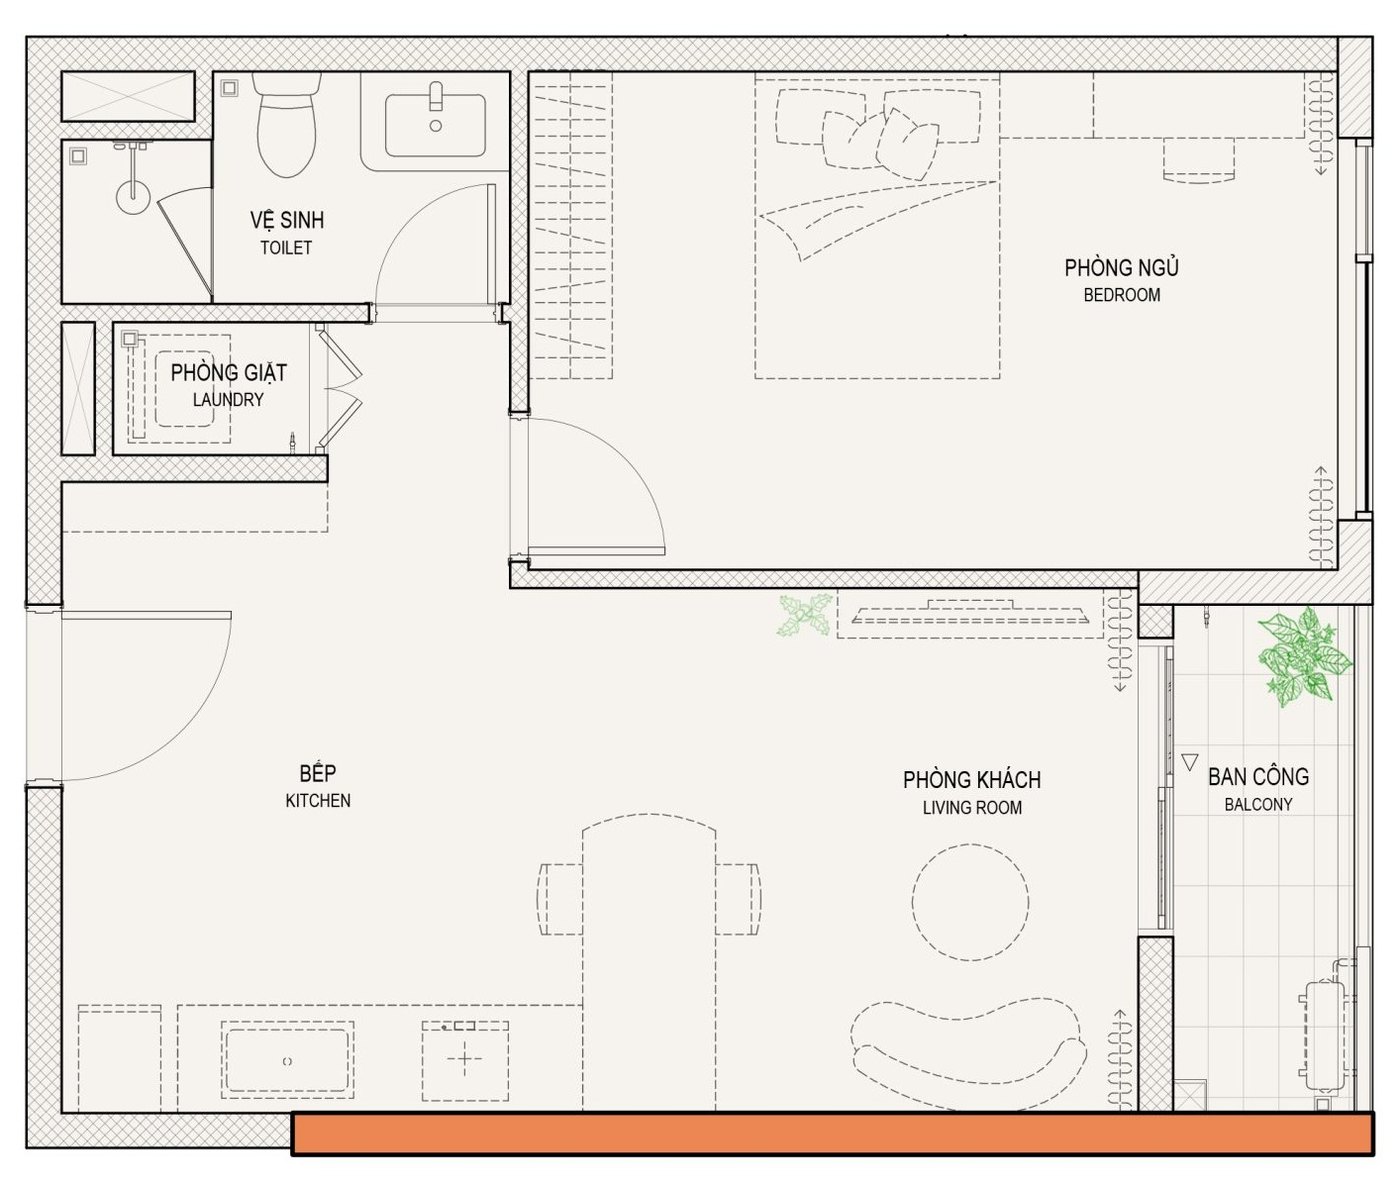 VỆ SINH
TOILET
PHÒNG NGỦ
BEDROOM
PHÒNG GIẶT
LAUNDRY
BẾP
KITCHEN
PHÒNG KHÁCH
LIVING ROOM
BAN CÔNG
BALCONY